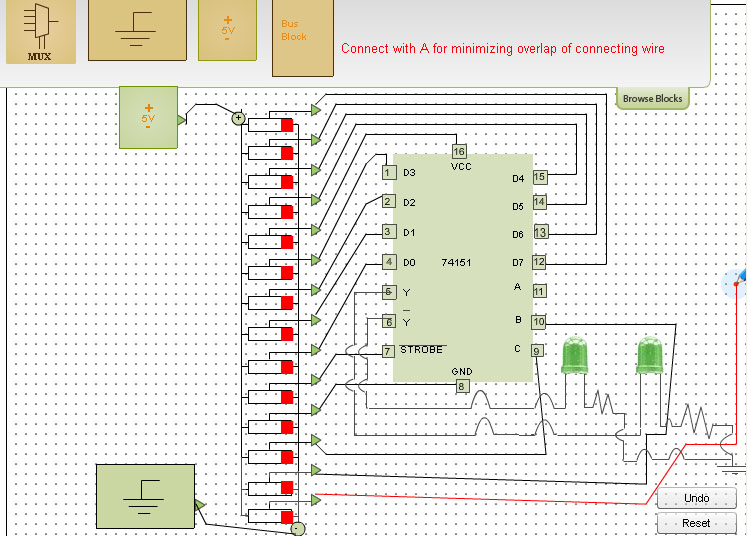 MUX
+
5V
-
Bus
Block
Connect with A for minimizing overlap of connecting wire
Browse Blocks
+
5V
-
+
16
VCC
1 D3
D4 15
2 D2
D5 14
3 D1
D6 13
4 D0
74151
D7 12
5 Y
A 11
6 Y
B 10
7 STROBE
C 9
GND
8
Undo
Reset
-